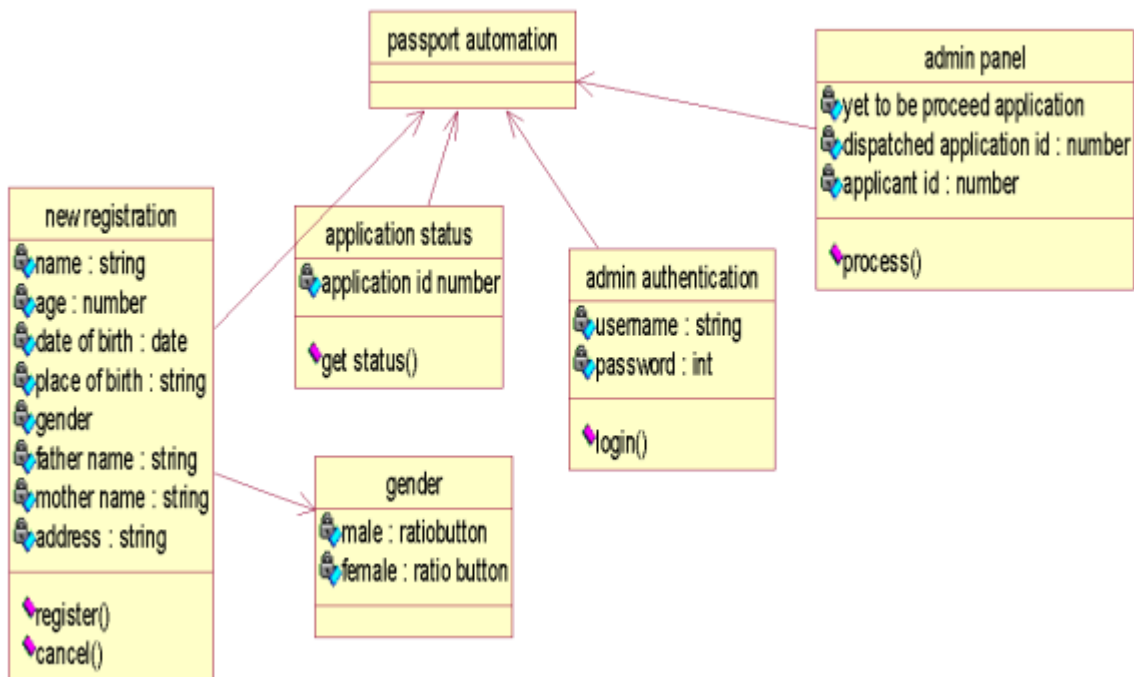 passport automation
admin panel
yet to be proceed application
dispatched application id : number
applicant id : number
process()
new registration
name : string
age : number
date of birth : date
place of birth : string
gender
father name : string
mother name : string
address : string
register()
cancel()
application status
application id number
get status()
admin authentication
username : string
password : int
login()
gender
male : ratiobutton
female : ratio button